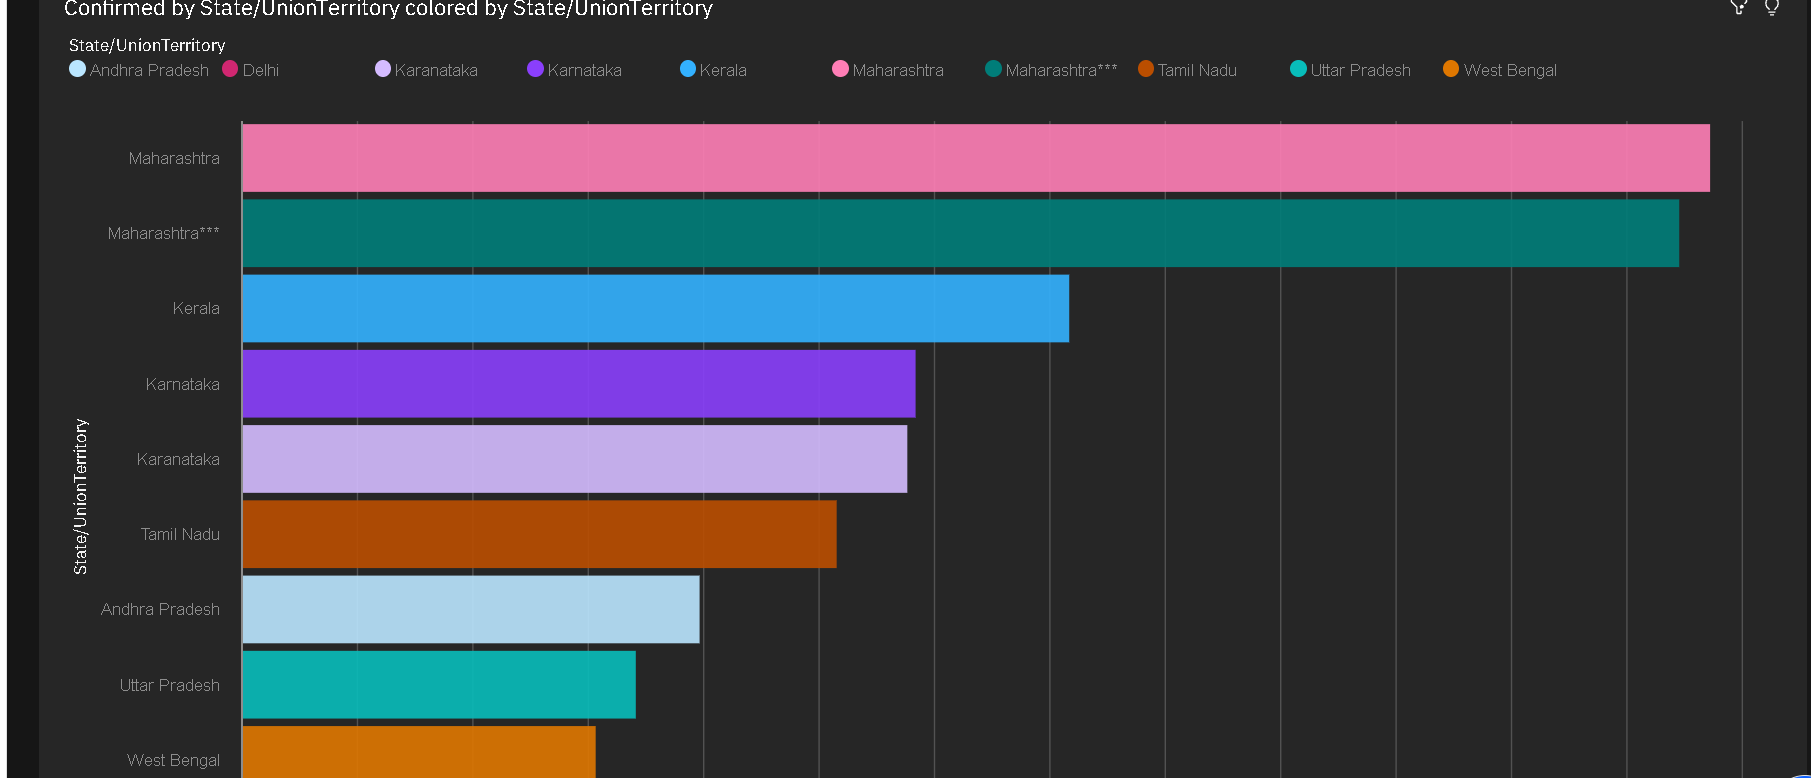 Confirmed by State/UnionTerritory colored by State/UnionTerritory
State/UnionTerritory
Andhra Pradesh Delhi Karanataka Karnataka Kerala Maharashtra Maharashtra*** Tamil Nadu Uttar Pradesh West Bengal
Maharashtra
Maharashtra***
Kerala
Karnataka
Karanataka
Tamil Nadu
Andhra Pradesh
Uttar Pradesh
West Bengal
State/UnionTerritory